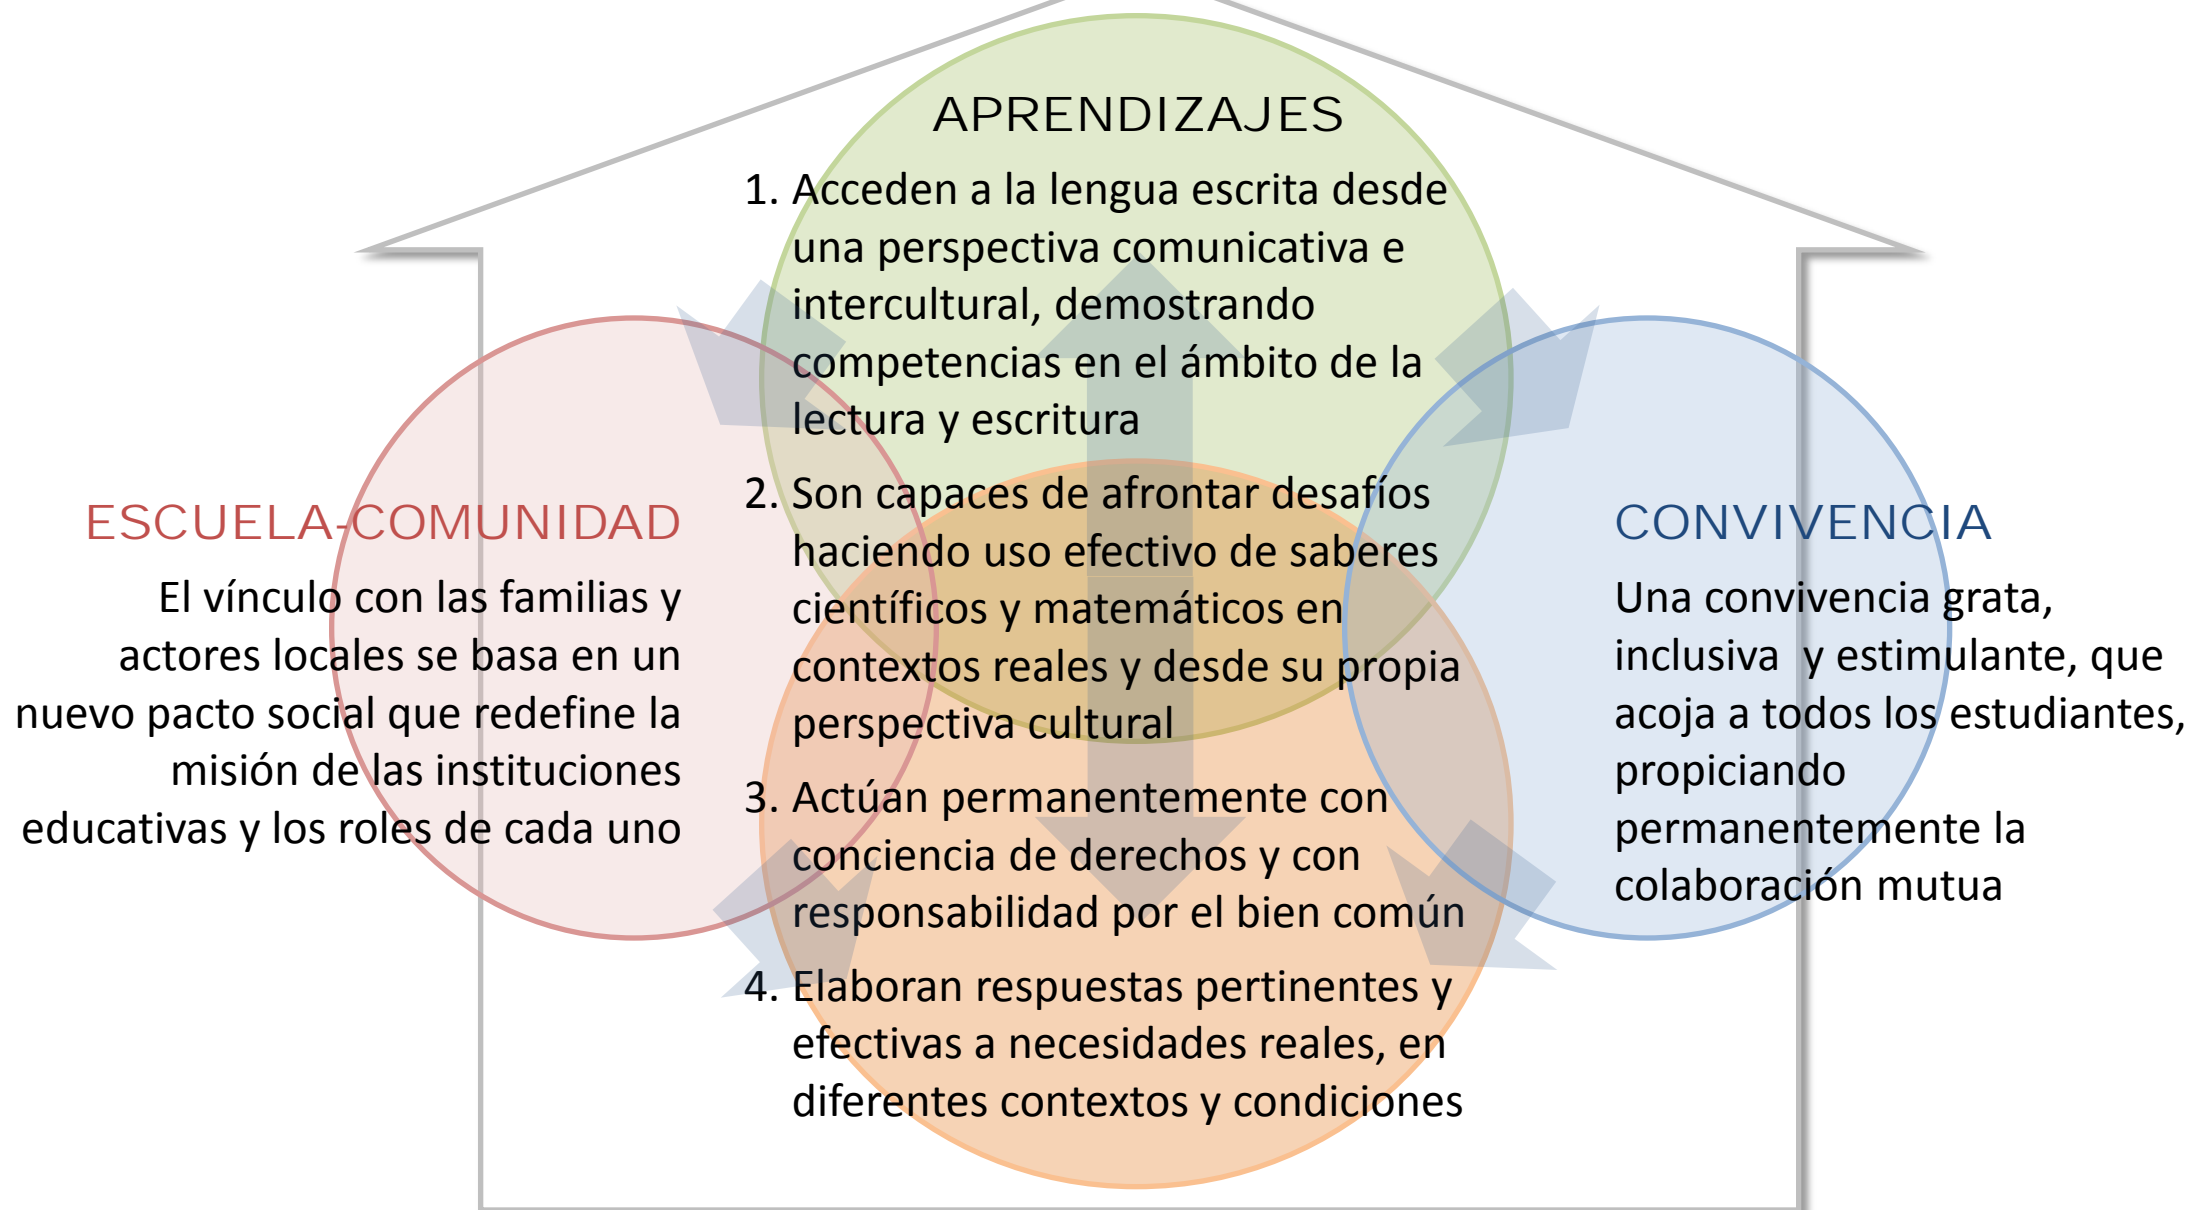 APRENDIZAJES
1. Acceden a la lengua escrita desde
una perspectiva comunicativa e
intercultural, demostrando
competencias en el ámbito de la
lectura y escritura
2. Son capaces de afrontar desafíos
haciendo uso efectivo de saberes
científicos y matemáticos en
contextos reales y desde su propia
perspectiva cultural
3. Actúan permanentemente con
conciencia de derechos y con
responsabilidad por el bien común
4. Elaboran respuestas pertinentes y
efectivas a necesidades reales, en
diferentes contextos y condiciones
ESCUELA-COMUNIDAD
El vínculo con las familias y
actores locales se basa en un
nuevo pacto social que redefine la
misión de las instituciones
educativas y los roles de cada uno
CONVIVENCIA
Una convivencia grata,
inclusiva y estimulante, que
acoja a todos los estudiantes,
propiciando
permanentemente la
colaboración mutua